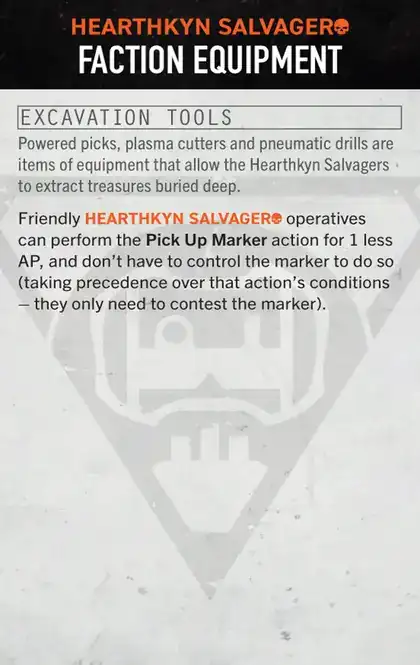 HEARTHKYN SALVAGER
FACTION EQUIPMENT
EXCAVATION TOOLS
Powered picks, plasma cutters and pneumatic drills are
items of equipment that allow the Hearthkyn Salvagers
to extract treasures buried deep.
Friendly HEARTHKYN SALVAGER operatives
can perform the Pick Up Marker action for 1 less
AP, and don’t have to control the marker to do so
(taking precedence over that action’s conditions
– they only need to contest the marker).